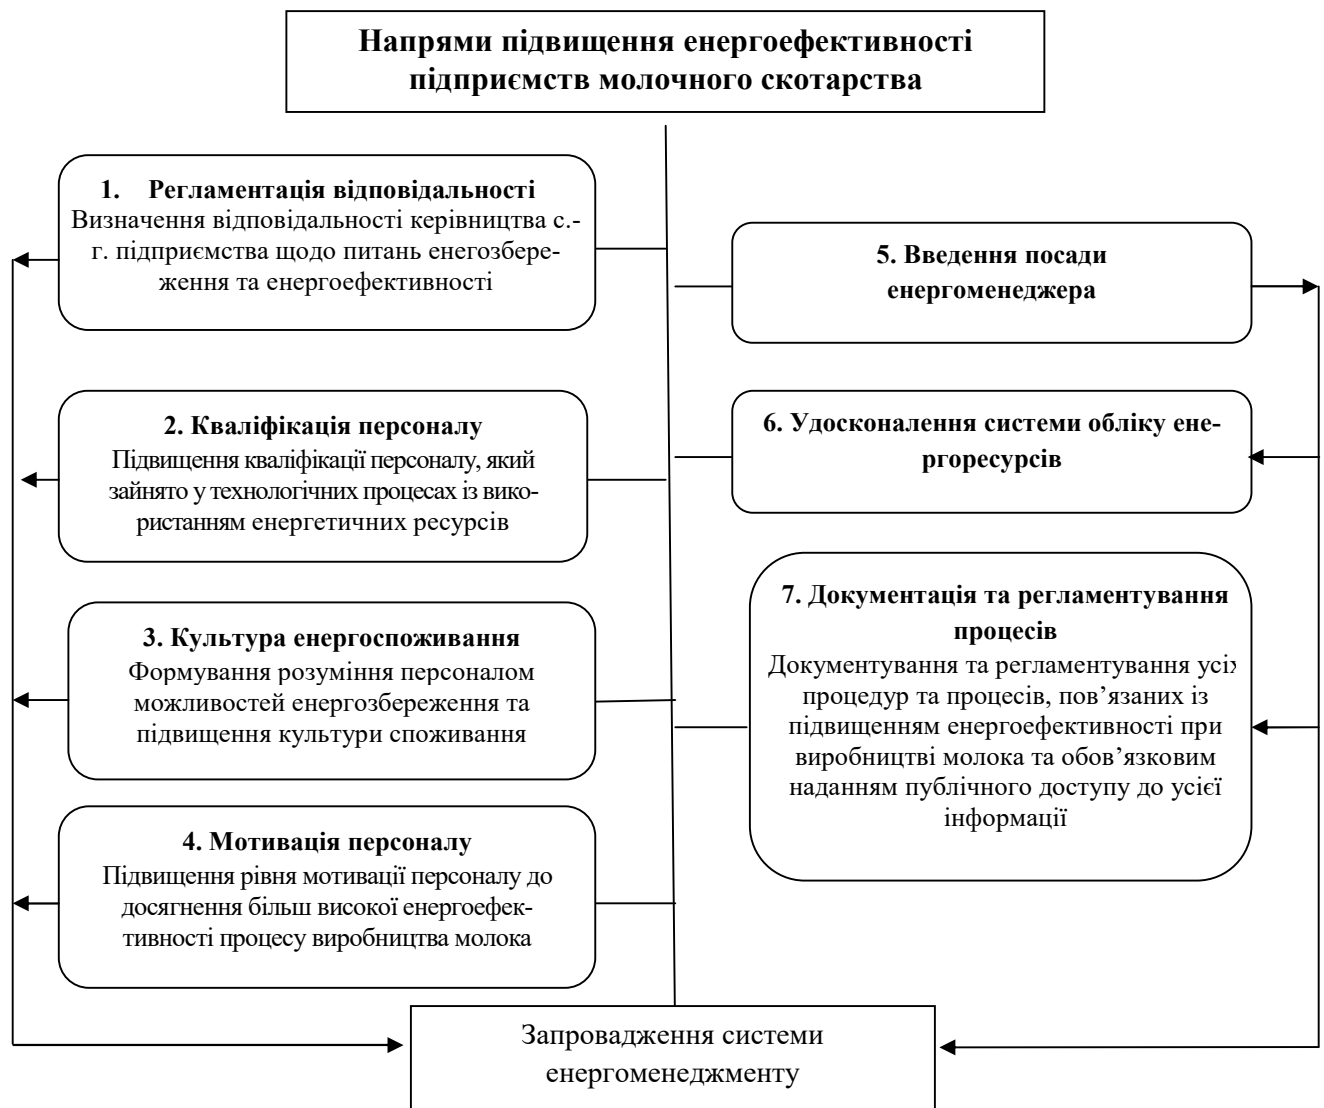 Напрями підвищення енергоефективності
підприємств молочного скотарства
1. Регламентація відповідальності
Визначення відповідальності керівництва с.-
г. підприємства щодо питань енегозбере-
ження та енергоефективності
2. Кваліфікація персоналу
Підвищення кваліфікації персоналу, який
зайнято у технологічних процесах із вико-
ристанням енергетичних ресурсів
3. Культура енергоспоживання
Формування розуміння персоналом
можливостей енергозбереження та
підвищення культури споживання
4. Мотивація персоналу
Підвищення рівня мотивації персоналу до
досягнення більш високої енергоефек-
тивності процесу виробництва молока
5. Введення посади
енергоменеджера
6. Удосконалення системи обліку ене-
ргоресурсів
7. Документація та регламентування
процесів
Документування та регламентування усіх
процедур та процесів, пов’язаних із
підвищенням енергоефективності при
виробництві молока та обов’язковим
наданням публічного доступу до усієї
інформації
Запровадження системи
енергоменеджменту